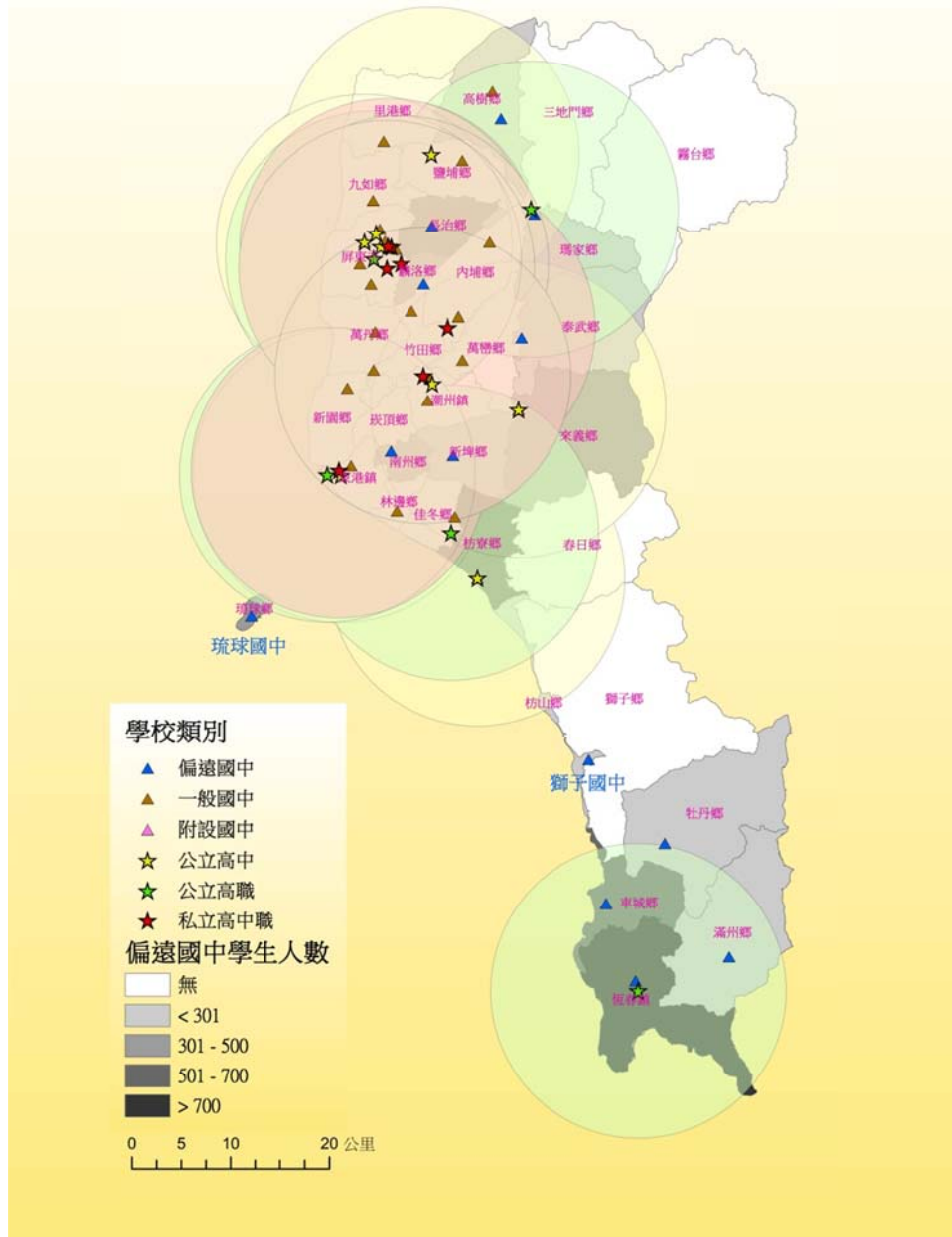 高樹鄉
三地門鄉
里港鄉
霧台鄉
鹽埔鄉
九如鄉
長治鄉
瑪家鄉
屏東
麟洛鄉
內埔鄉
泰武鄉
萬丹鄉
竹田鄉
萬巒鄉
潮州鎮
新園鄉
崁頂鄉
來義鄉
南州鄉
新埤鄉
東港鎮
林邊鄉
佳冬鄉
枋寮鄉
春日鄉
琉球鄉
琉球國中
枋山鄉
獅子鄉
獅子國中
牡丹鄉
車城鄉
滿州鄉
恆春鎮
學校類別
偏遠國中
一般國中
附設國中
公立高中
公立高職
私立高中職
偏遠國中學生人數
無
< 301
301 - 500
501 - 700
> 700
0 5 10 20 公里